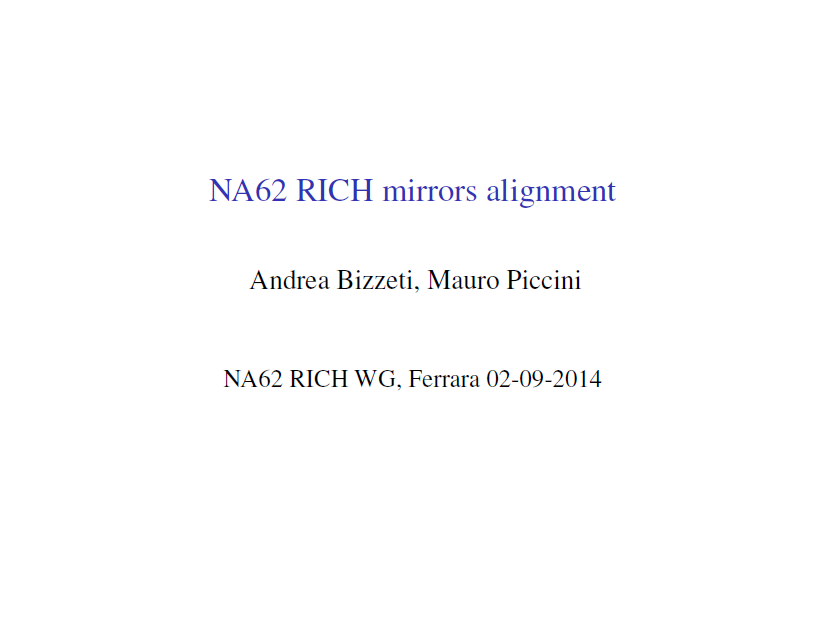 NA62 RICH mirrors alignment
Andrea Bizzeti, Mauro Piccini
NA62 RICH WG, Ferrara 02-09-2014